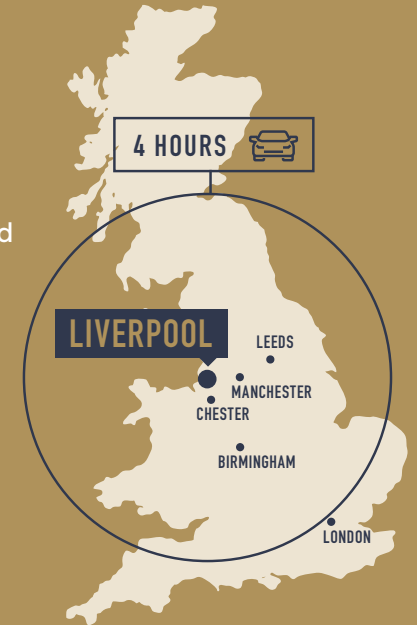 4 HOURS
d
LIVERPOOL
LEEDS
MANCHESTER
CHESTER
BIRMINGHAM
LONDON